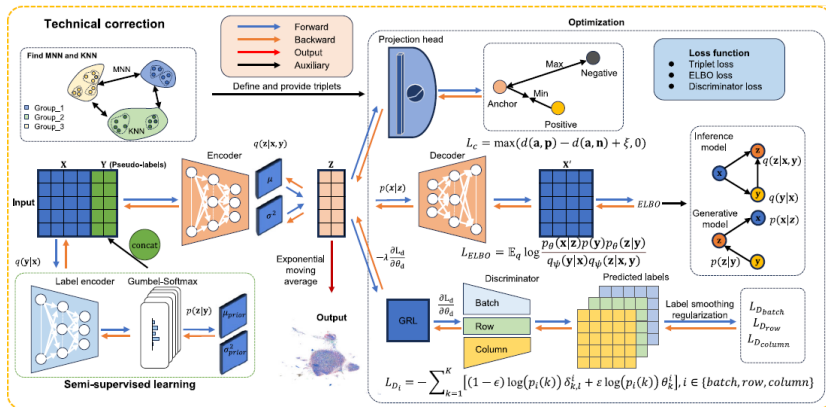 Technical correction
Find MNN and KNN
MNN
KNN
Group_1
Group_2
Group_3
Forward
Backward
Output
Auxiliary
Define and provide triplets
Optimization
Projection head
Max
Negative
Anchor
Min
Positive
L_c = max(d(a, p) − d(a, n) + ξ, 0)
Loss function
● Triplet loss
● ELBO loss
● Discriminator loss
X
Y (Pseudo-labels)
Input
Encoder
q(z|x, y)
μ
σ²
Z
p(x|z)
Decoder
X'
ELBO
Inference model
z
q(z|x, y)
x
y
q(y|x)
Generative model
x
p(x|z)
z
p(z|y)
y
L_ELBO = 𝔼_q log p_θ(x|z)p(y)p_θ(z|y) / q_ψ(y|x)q_ψ(z|x, y)
concat
q(y|x)
Label encoder
Gumbel-Softmax
p(z|y)
μ_prior
σ²_prior
Semi-supervised learning
Exponential moving average
Output
−λ ∂L_d/∂θ_d
GRL
∂L_d/∂θ_d
Discriminator
Batch
Row
Column
Predicted labels
Label smoothing regularization
L_D_batch
L_D_row
L_D_column
L_D_i = −∑_{k=1}^{K} [(1 − ϵ) log(p_i(k)) δ^i_{k,l} + ε log(p_i(k)) θ^i_k], i ∈ {batch, row, column}